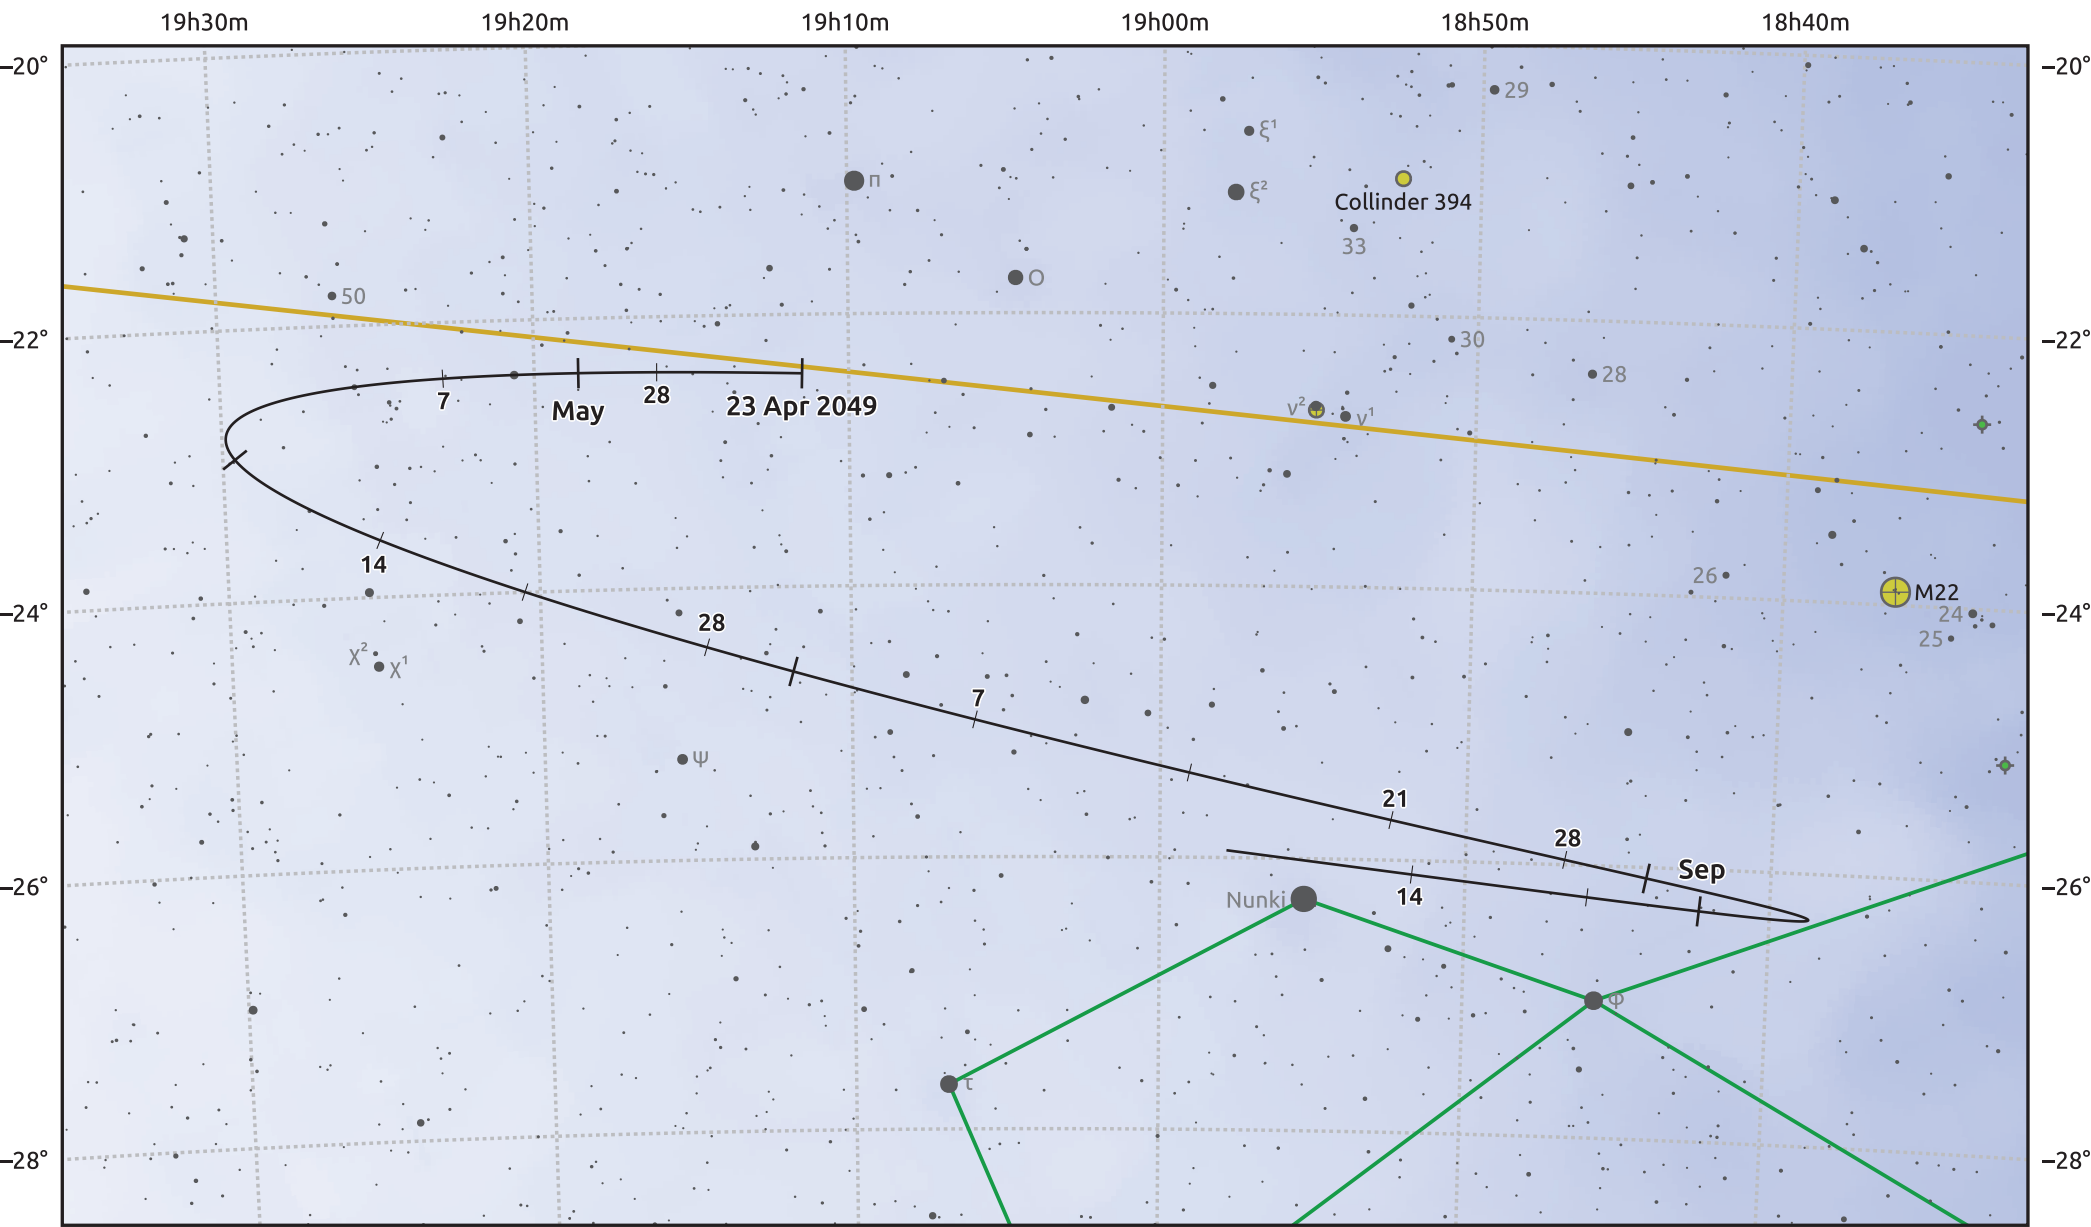 19h30m 19h20m 19h10m 19h00m 18h50m 18h40m
–20° –20°
29
ξ¹
π ξ²
Collinder 394
33
O
50
–22° 30 –22°
28
7 28 23 Apr 2049 ν² ν¹
May
14
26
M22
–24° 28 24 –24°
25
χ² χ¹
7
ψ
21
28
Sep
–26° 14 –26°
Nunki
φ
τ
–28° –28°